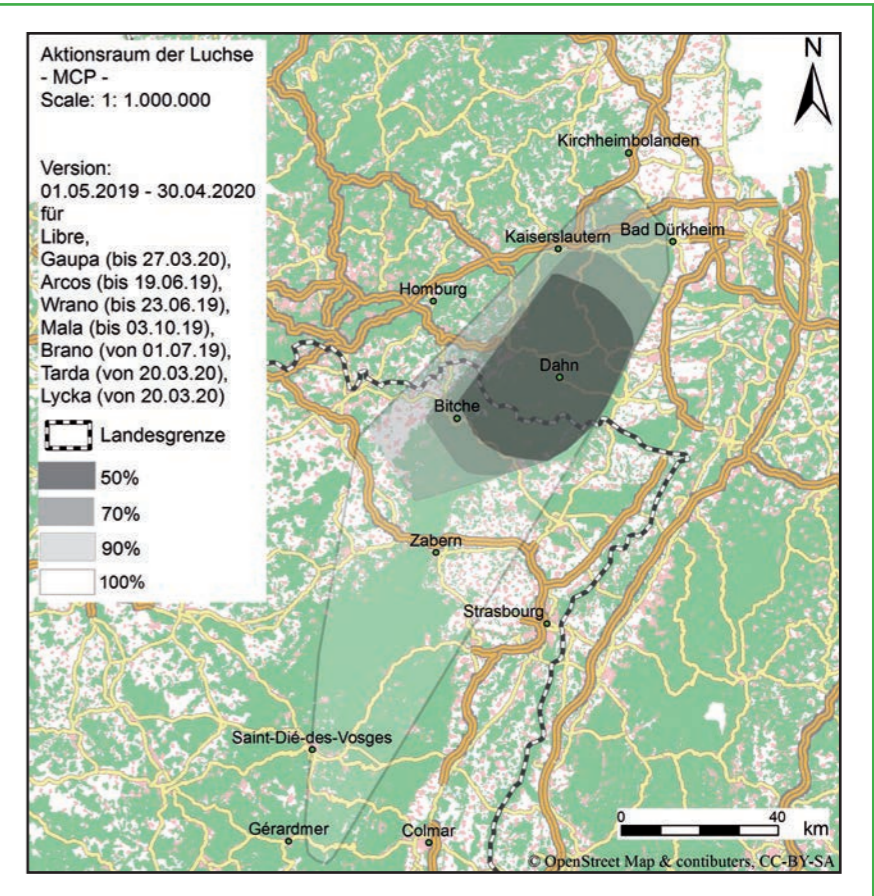 Aktionsraum der Luchse
- MCP -
Scale: 1: 1.000.000
Version:
01.05.2019 - 30.04.2020
für
Libre,
Gaupa (bis 27.03.20),
Arcos (bis 19.06.19),
Wrano (bis 23.06.19),
Mala (bis 03.10.19),
Brano (von 01.07.19),
Tarda (von 20.03.20),
Lycka (von 20.03.20)
Landesgrenze
50%
70%
90%
100%
N
Kirchheimbolanden
Kaiserslautern
Bad Dürkheim
Homburg
Dahn
Bitche
Zabern
Strasbourg
Saint-Dié-des-Vosges
Gérardmer
Colmar
0 40
km
© OpenStreet Map & contibuters, CC-BY-SA